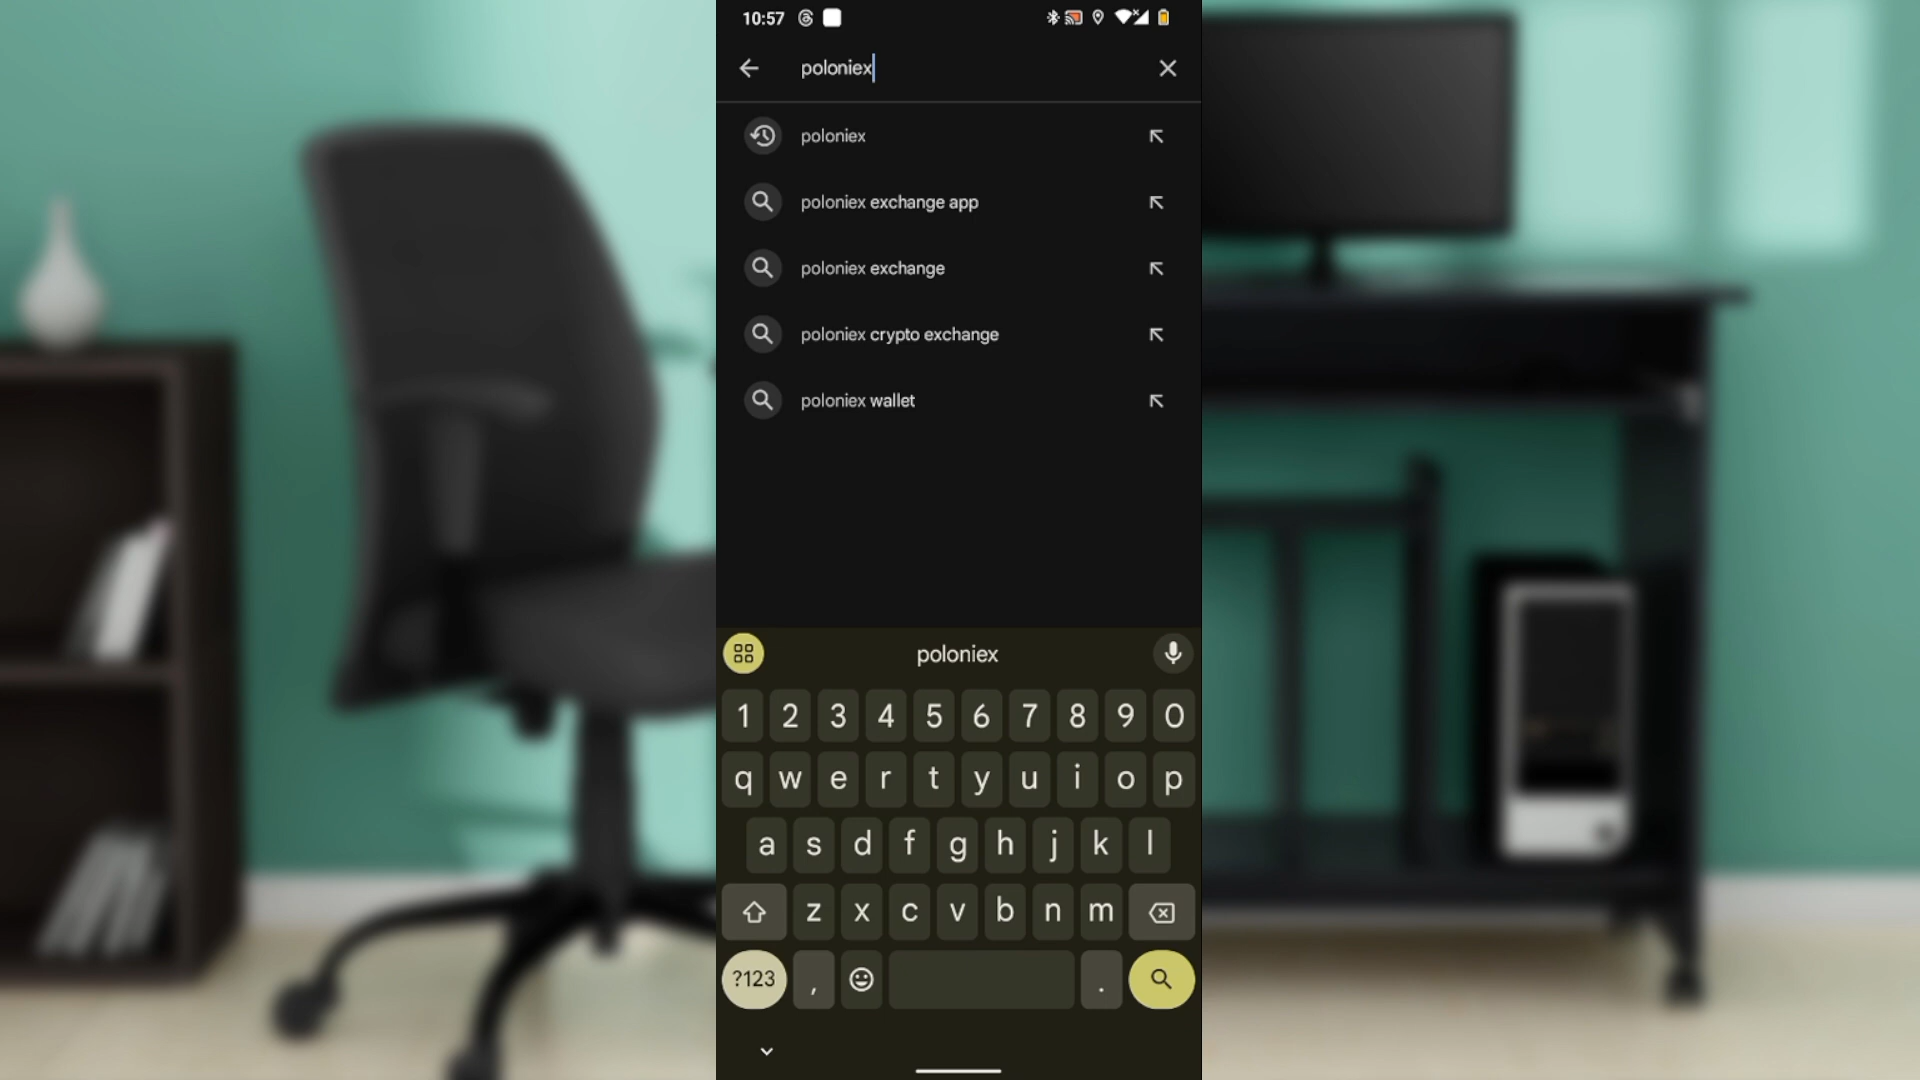 10:57
poloniex
poloniex
poloniex exchange app
poloniex exchange
poloniex crypto exchange
poloniex wallet
poloniex
1 2 3 4 5 6 7 8 9 0
q w e r t y u i o p
a s d f g h j k l
z x c v b n m
?123 , .